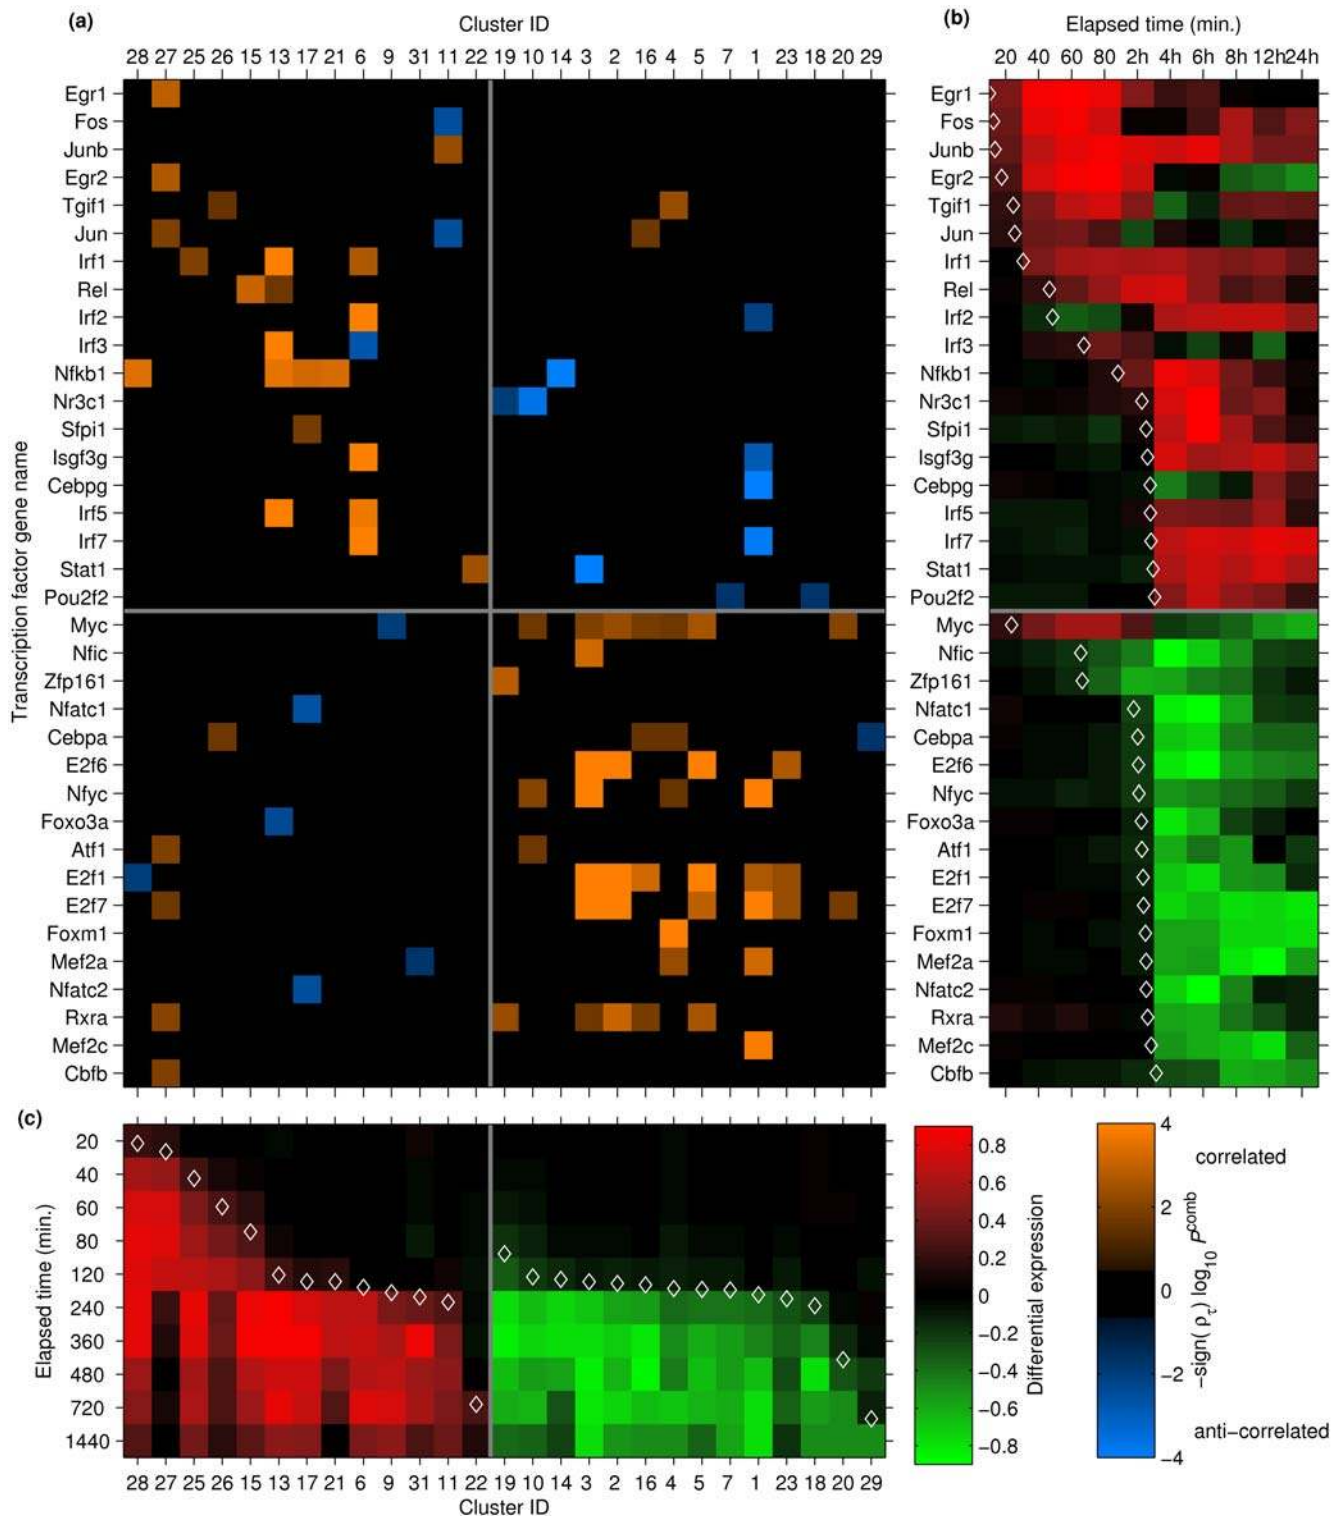 (a)
Cluster ID
28 27 25 26 15 13 17 21 6 9 31 11 22 19 10 14 3 2 16 4 5 7 1 23 18 20 29
(b)
Elapsed time (min.)
20 40 60 80 2h 4h 6h 8h 12h 24h
Transcription factor gene name
Egr1
Fos
Junb
Egr2
Tgif1
Jun
Irf1
Rel
Irf2
Irf3
Nfkb1
Nr3c1
Sfpi1
Isgf3g
Cebpg
Irf5
Irf7
Stat1
Pou2f2
Myc
Nfic
Zfp161
Nfatc1
Cebpa
E2f6
Nfyc
Foxo3a
Atf1
E2f1
E2f7
Foxm1
Mef2a
Nfatc2
Rxra
Mef2c
Cbfb
Egr1
Fos
Junb
Egr2
Tgif1
Jun
Irf1
Rel
Irf2
Irf3
Nfkb1
Nr3c1
Sfpi1
Isgf3g
Cebpg
Irf5
Irf7
Stat1
Pou2f2
Myc
Nfic
Zfp161
Nfatc1
Cebpa
E2f6
Nfyc
Foxo3a
Atf1
E2f1
E2f7
Foxm1
Mef2a
Nfatc2
Rxra
Mef2c
Cbfb
(c)
Elapsed time (min.)
20
40
60
80
120
240
360
480
720
1440
28 27 25 26 15 13 17 21 6 9 31 11 22 19 10 14 3 2 16 4 5 7 1 23 18 20 29
Cluster ID
0.8
0.6
0.4
0.2
0
−0.2
−0.4
−0.6
−0.8
Differential expression
4
2
0
−2
−4
−sign( ρτ) log10 Pcomb
correlated
anti−correlated